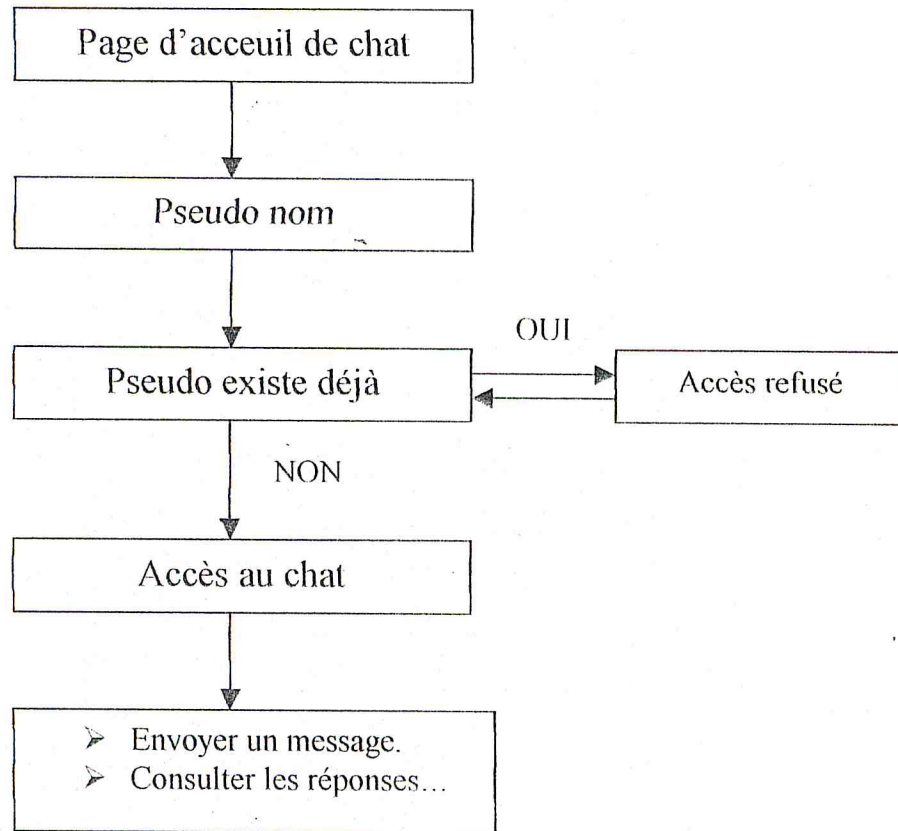 Page d'acceuil de chat
Pseudo nom
OUI
Pseudo existe déjà
Accès refusé
NON
Accès au chat
➢ Envoyer un message.
➢ Consulter les réponses…